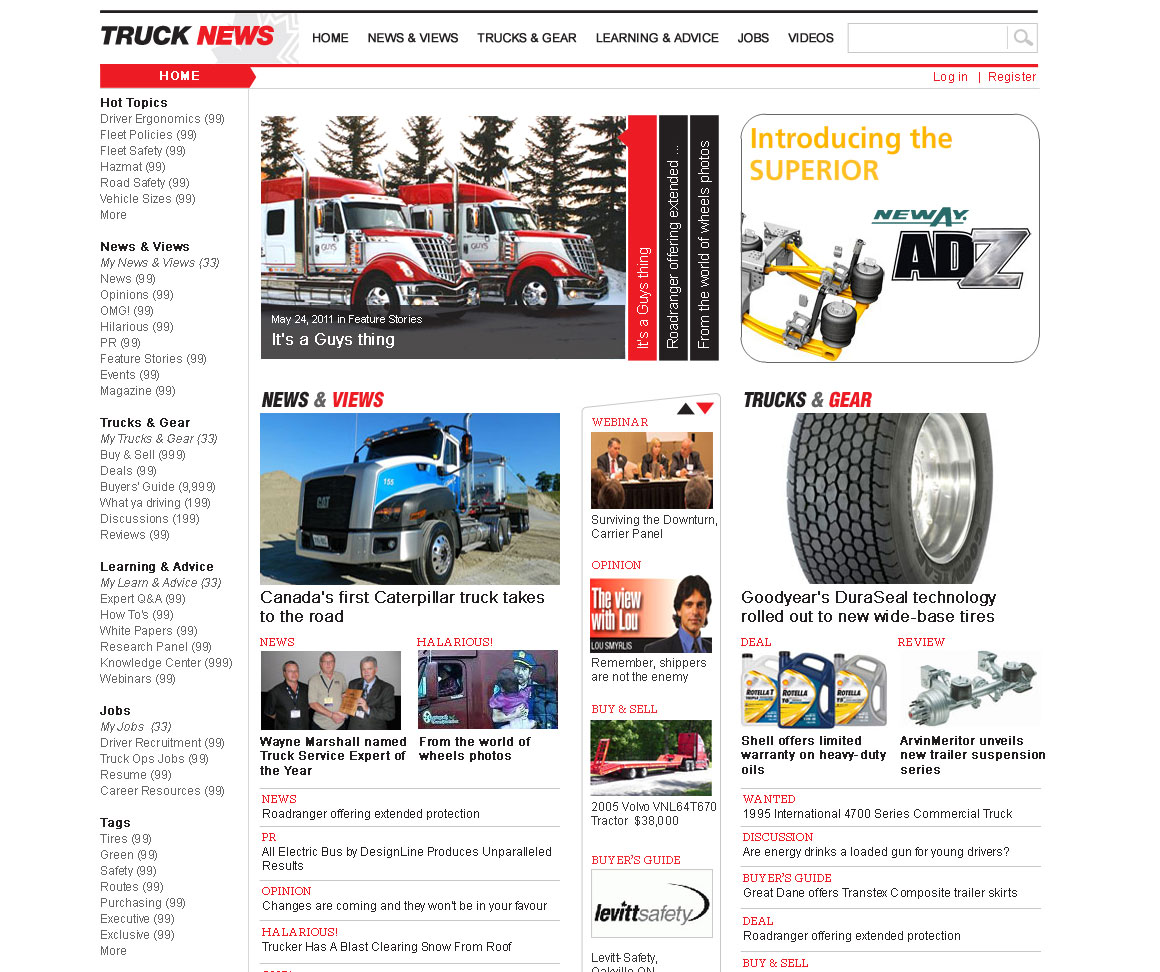 TRUCK NEWS
HOME
NEWS & VIEWS
TRUCKS & GEAR
LEARNING & ADVICE
JOBS
VIDEOS
HOME
Log in | Register
Hot Topics
Driver Ergonomics (99)
Fleet Policies (99)
Fleet Safety (99)
Hazmat (99)
Road Safety (99)
Vehicle Sizes (99)
More
News & Views
My News & Views (33)
News (99)
Opinions (99)
OMG! (99)
Hilarious (99)
PR (99)
Feature Stories (99)
Events (99)
Magazine (99)
Trucks & Gear
My Trucks & Gear (33)
Buy & Sell (999)
Deals (99)
Buyers' Guide (9,999)
What ya driving (199)
Discussions (199)
Reviews (99)
Learning & Advice
My Learn & Advice (33)
Expert Q&A (99)
How To's (99)
White Papers (99)
Research Panel (99)
Knowledge Center (999)
Webinars (99)
Jobs
My Jobs (33)
Driver Recruitment (99)
Truck Ops Jobs (99)
Resume (99)
Career Resources (99)
Tags
Tires (99)
Green (99)
Safety (99)
Routes (99)
Purchasing (99)
Executive (99)
Exclusive (99)
More
GUYS
GUYS
May 24, 2011 in Feature Stories
It's a Guys thing
It's a Guys thing
Roadranger offering extended ...
From the world of wheels photos
Introducing the
SUPERIOR
NEWAY
ADZ
NEWS & VIEWS
155
CAT
Canada's first Caterpillar truck takes
to the road
NEWS
Wayne Marshall named
Truck Service Expert of
the Year
HALARIOUS!
From the world of
wheels photos
NEWS
Roadranger offering extended protection
PR
All Electric Bus by DesignLine Produces Unparalleled
Results
OPINION
Changes are coming and they won't be in your favour
HALARIOUS!
Trucker Has A Blast Clearing Snow From Roof
WEBINAR
Surviving the Downturn,
Carrier Panel
OPINION
The view
with Lou
LOU SMYRLIS
Remember, shippers
are not the enemy
BUY & SELL
2005 Volvo VNL64T670
Tractor $38,000
BUYER'S GUIDE
levittsafety
Levitt-Safety,
Oakville ON
TRUCKS & GEAR
Goodyear's DuraSeal technology
rolled out to new wide-base tires
DEAL
ROTELLA T
ROTELLA
ROTELLA
Shell offers limited
warranty on heavy-duty
oils
REVIEW
ArvinMeritor unveils
new trailer suspension
series
WANTED
1995 International 4700 Series Commercial Truck
DISCUSSION
Are energy drinks a loaded gun for young drivers?
BUYER'S GUIDE
Great Dane offers Transtex Composite trailer skirts
DEAL
Roadranger offering extended protection
BUY & SELL